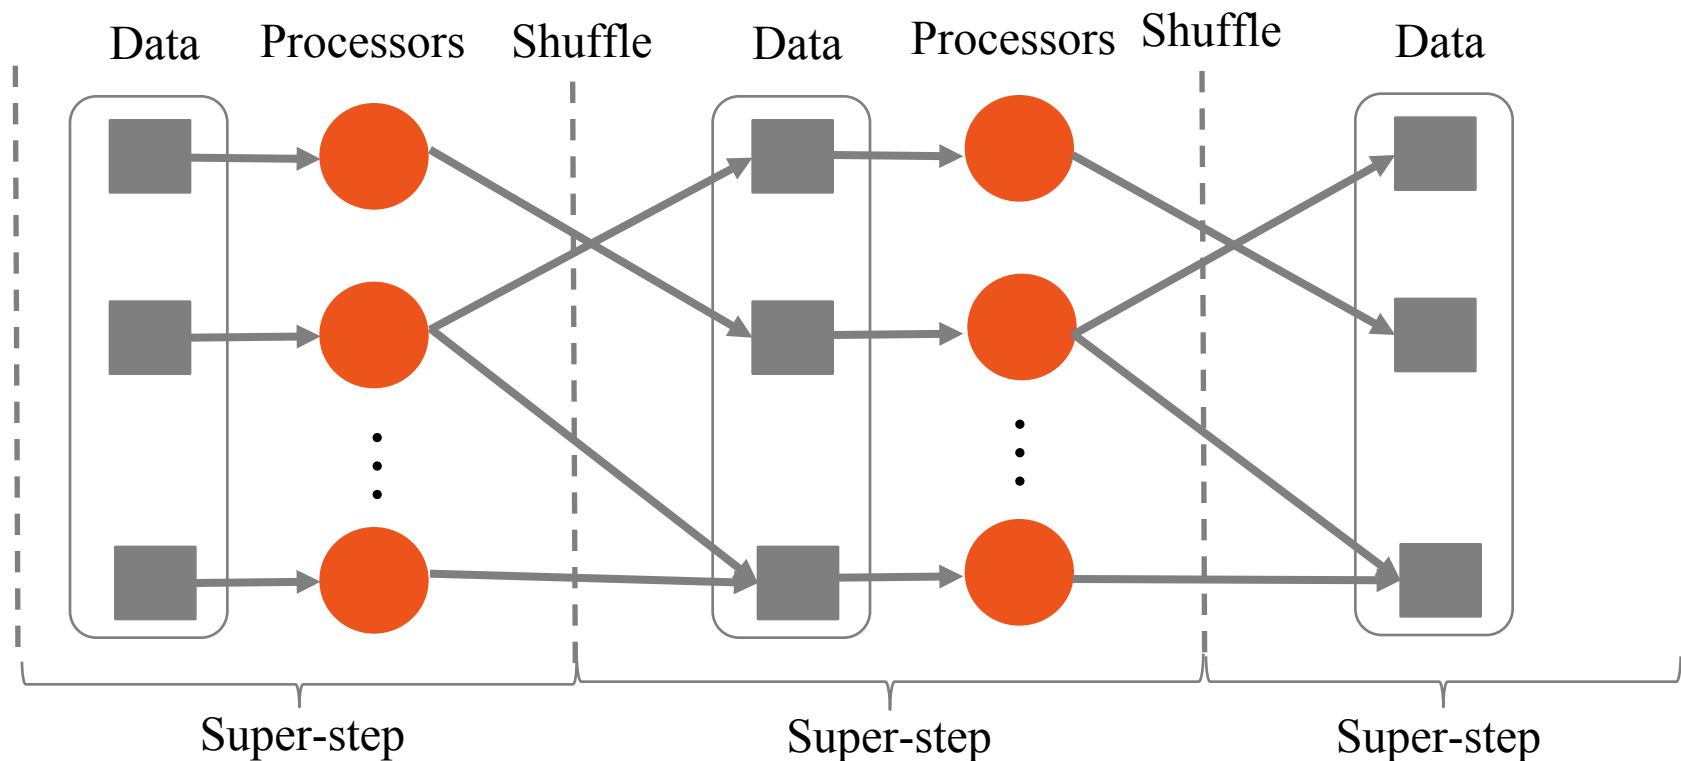 Data Processors Shuffle Data Processors Shuffle Data
Super-step Super-step Super-step